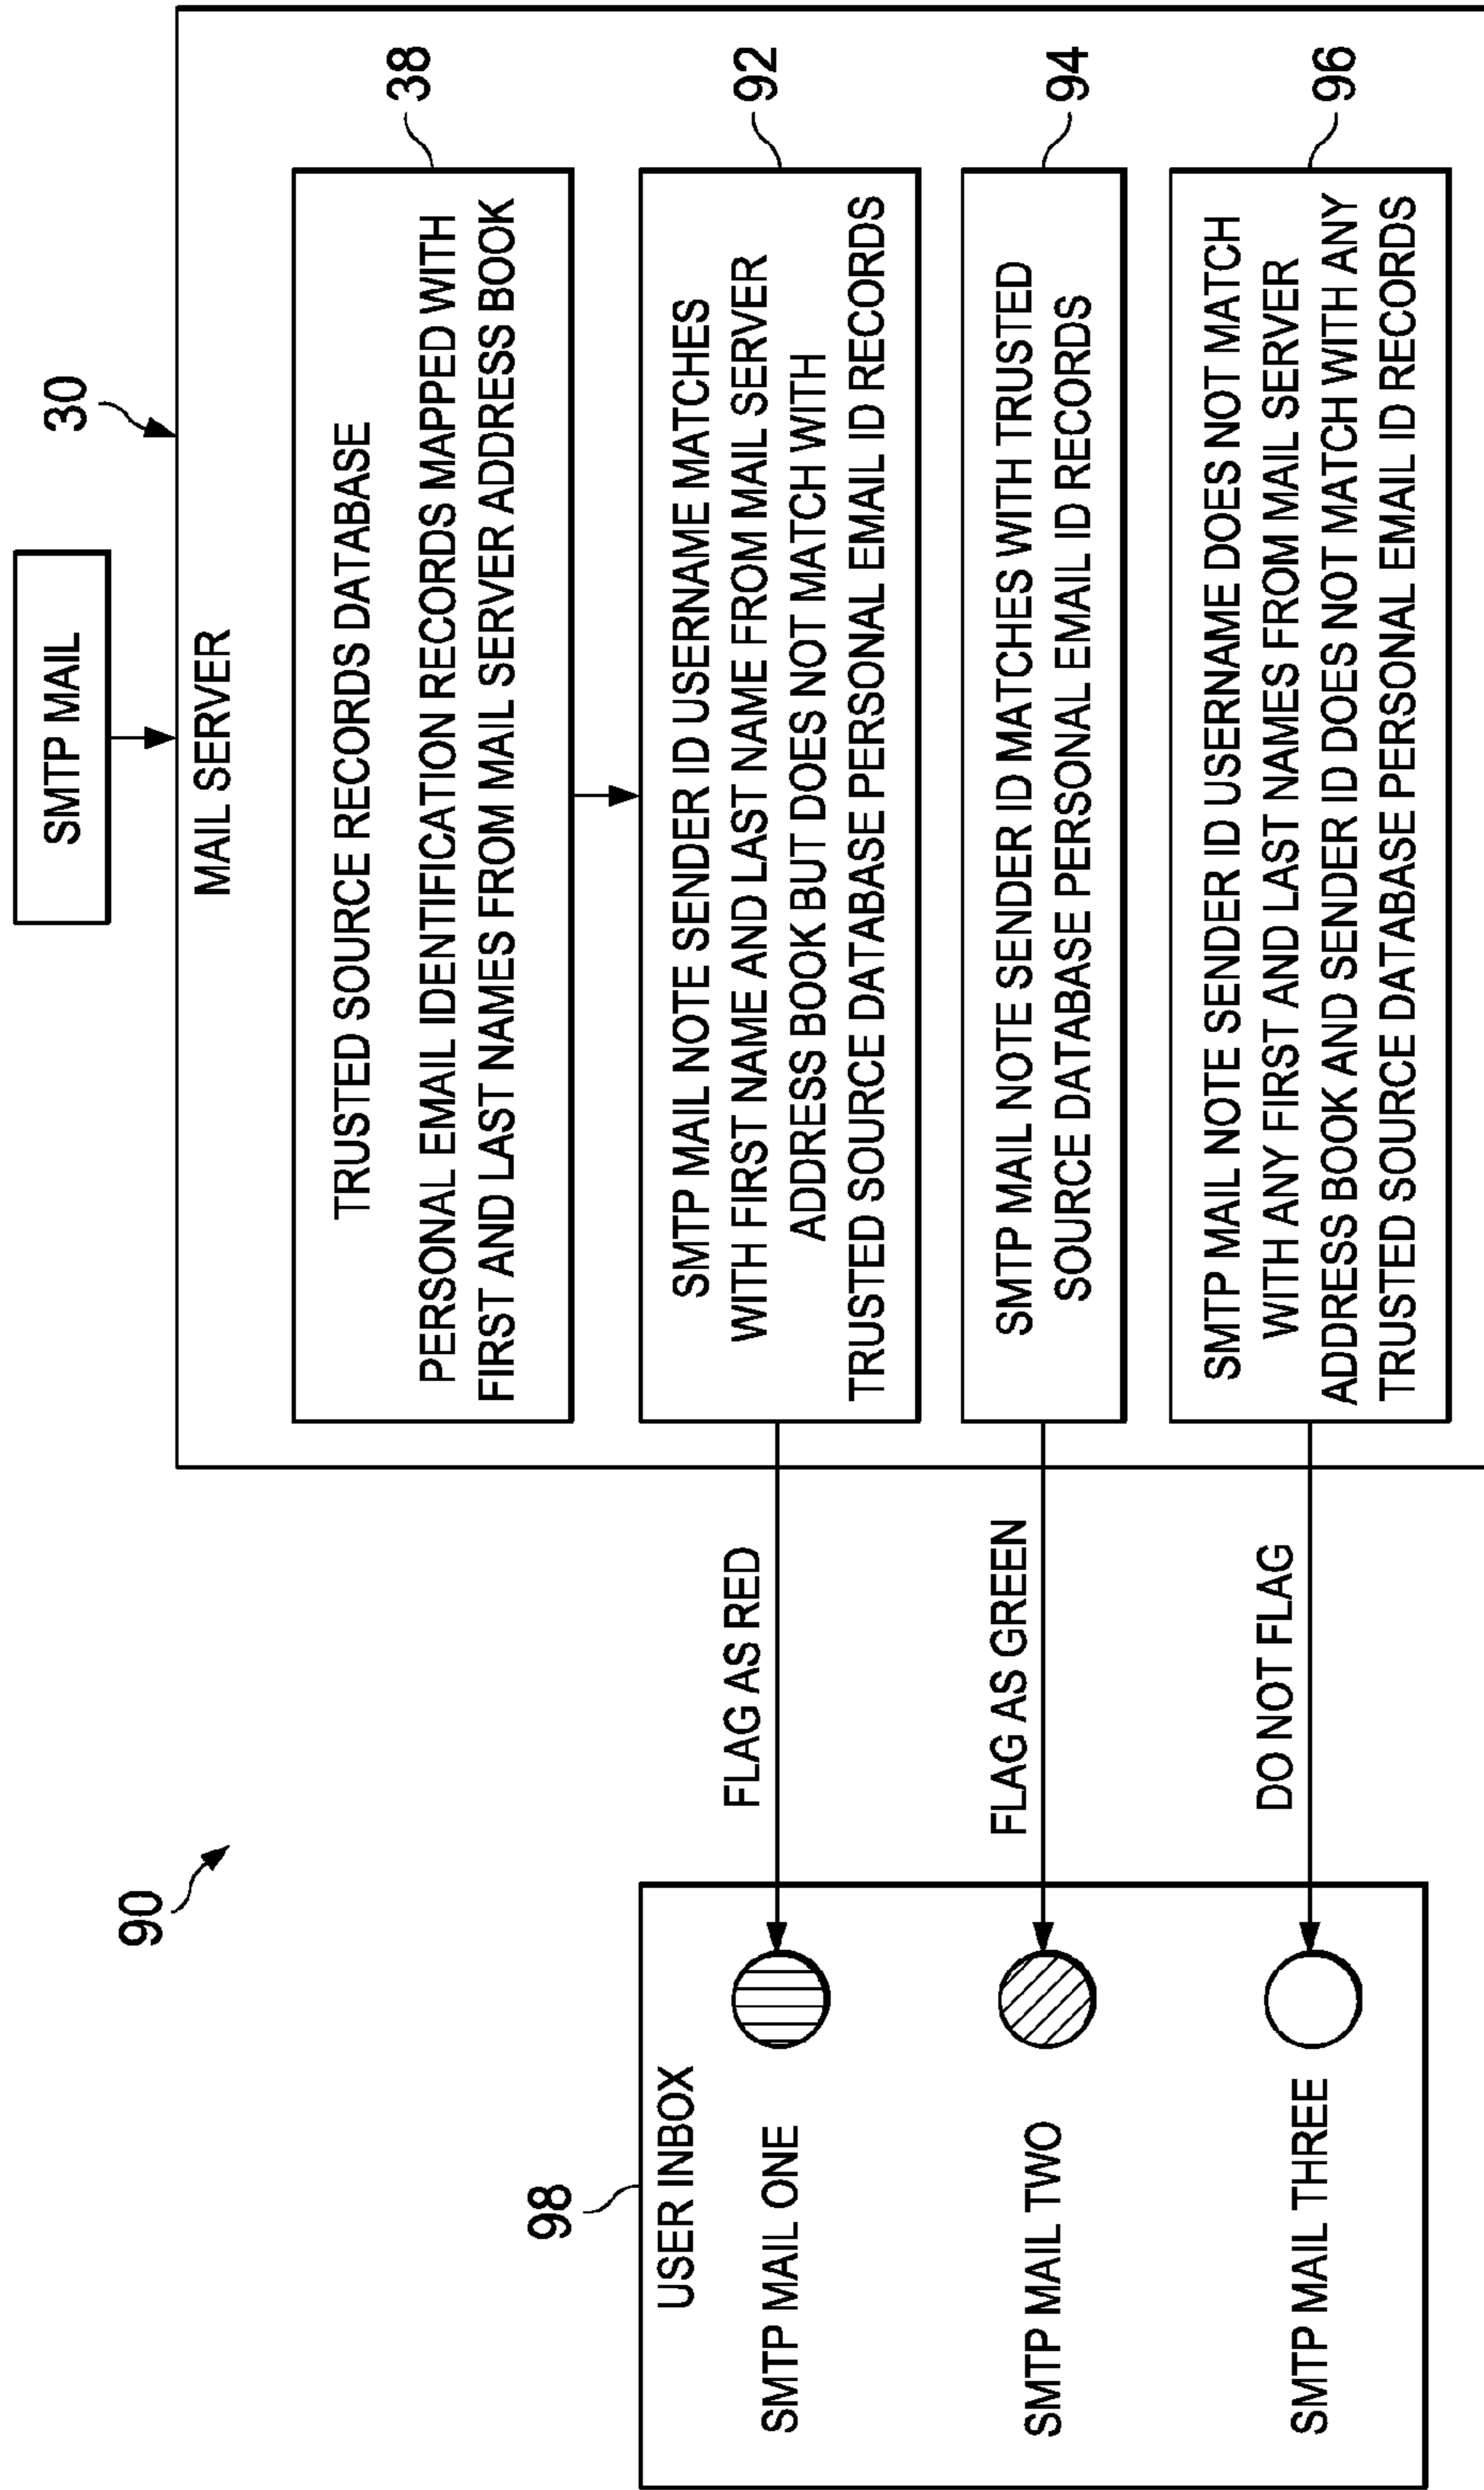 SMTP MAIL
30
MAIL SERVER
TRUSTED SOURCE RECORDS DATABASE
PERSONAL EMAIL IDENTIFICATION RECORDS MAPPED WITH
FIRST AND LAST NAMES FROM MAIL SERVER ADDRESS BOOK
38
90
98
USER INBOX
SMTP MAIL ONE
FLAG AS RED
SMTP MAIL NOTE SENDER ID USERNAME MATCHES
WITH FIRST NAME AND LAST NAME FROM MAIL SERVER
ADDRESS BOOK BUT DOES NOT MATCH WITH
TRUSTED SOURCE DATABASE PERSONAL EMAIL ID RECORDS
92
SMTP MAIL TWO
FLAG AS GREEN
SMTP MAIL NOTE SENDER ID MATCHES WITH TRUSTED
SOURCE DATABASE PERSONAL EMAIL ID RECORDS
94
SMTP MAIL THREE
DO NOT FLAG
SMTP MAIL NOTE SENDER ID USERNAME DOES NOT MATCH
WITH ANY FIRST AND LAST NAMES FROM MAIL SERVER
ADDRESS BOOK AND SENDER ID DOES NOT MATCH WITH ANY
TRUSTED SOURCE DATABASE PERSONAL EMAIL ID RECORDS
96